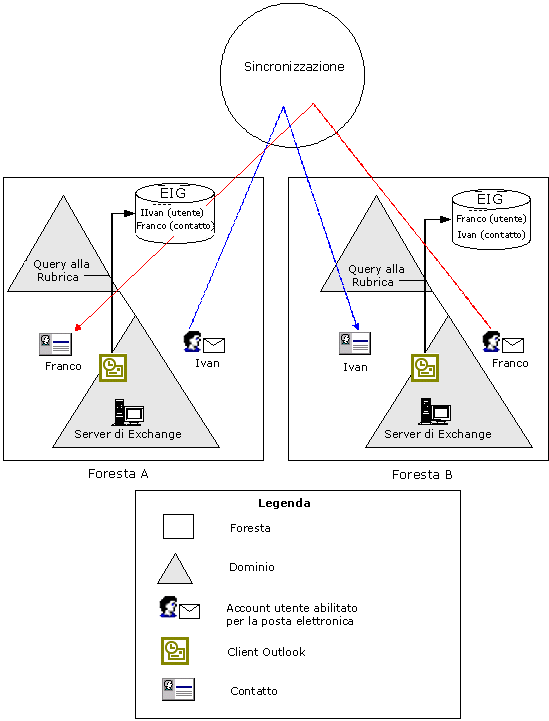 Sincronizzazione
EIG
IIvan (utente)
Franco (contatto)
Query alla
Rubrica
Franco
Ivan
Server di Exchange
Foresta A
EIG
Franco (utente)
Ivan (contatto)
Query alla
Rubrica
Ivan
Franco
Server di Exchange
Foresta B
Legenda
Foresta
Dominio
Account utente abilitato
per la posta elettronica
Client Outlook
Contatto